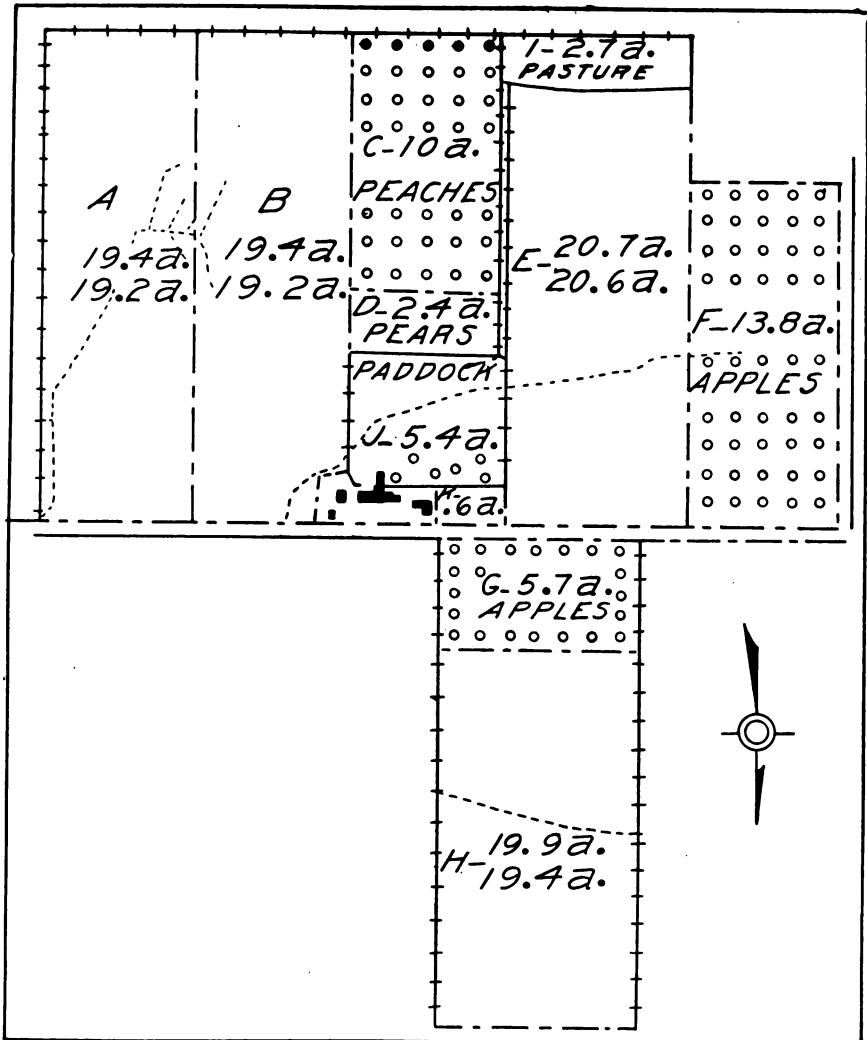 A
19.4a.
19.2a.
B
19.4a.
19.2a.
C-10a.
PEACHES
D-2.4a.
PEARS
PADDOCK
J-5.4a.
K-
.6a.
I-2.7a.
PASTURE
E-20.7a.
20.6a.
F-13.8a.
APPLES
G-5.7a.
APPLES
H-19.9a.
19.4a.